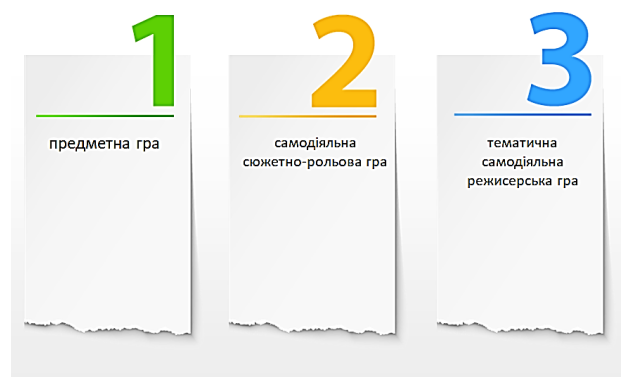 1
предметна гра
2
самодіяльна
сюжетно-рольова гра
3
тематична
самодіяльна
режисерська гра